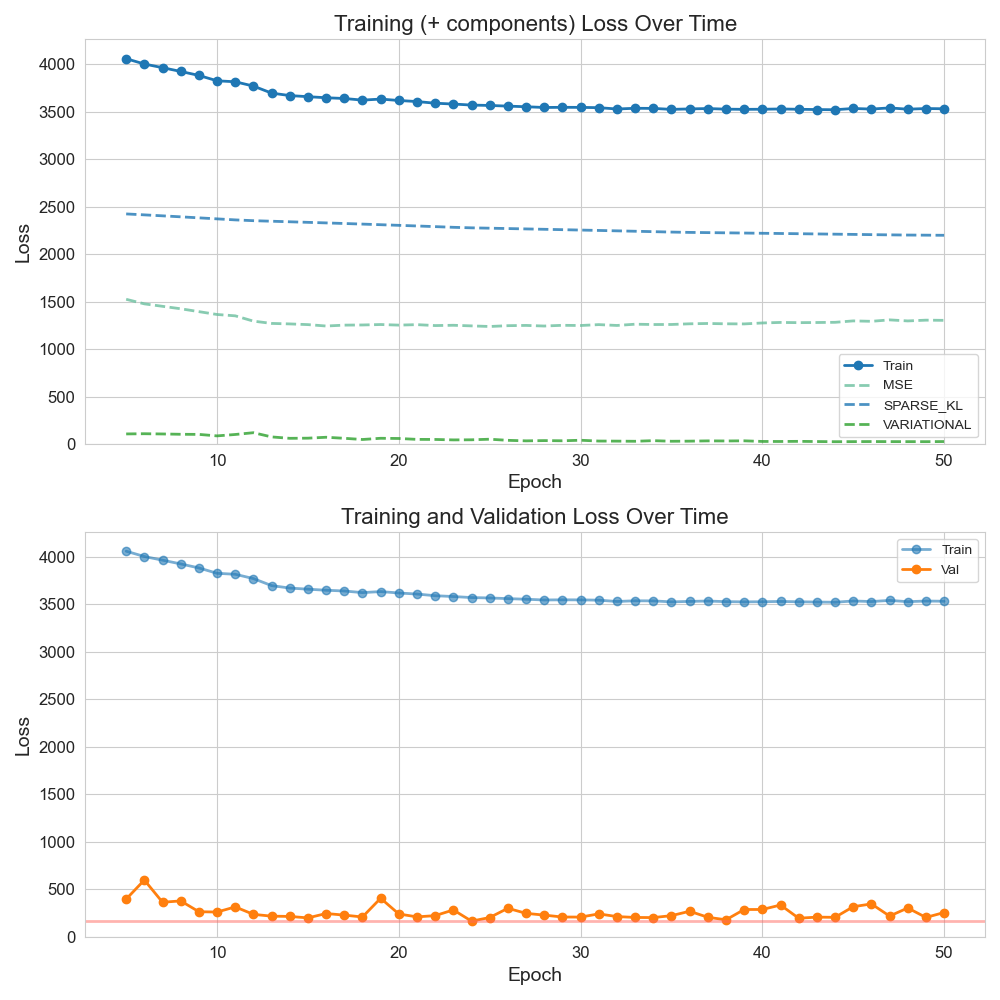 Training (+ components) Loss Over Time
4000
3500
3000
2500
2000
1500
1000
500
0
Loss
10
20
30
40
50
Epoch
Train
MSE
SPARSE_KL
VARIATIONAL
Training and Validation Loss Over Time
4000
3500
3000
2500
2000
1500
1000
500
0
Loss
10
20
30
40
50
Epoch
Train
Val